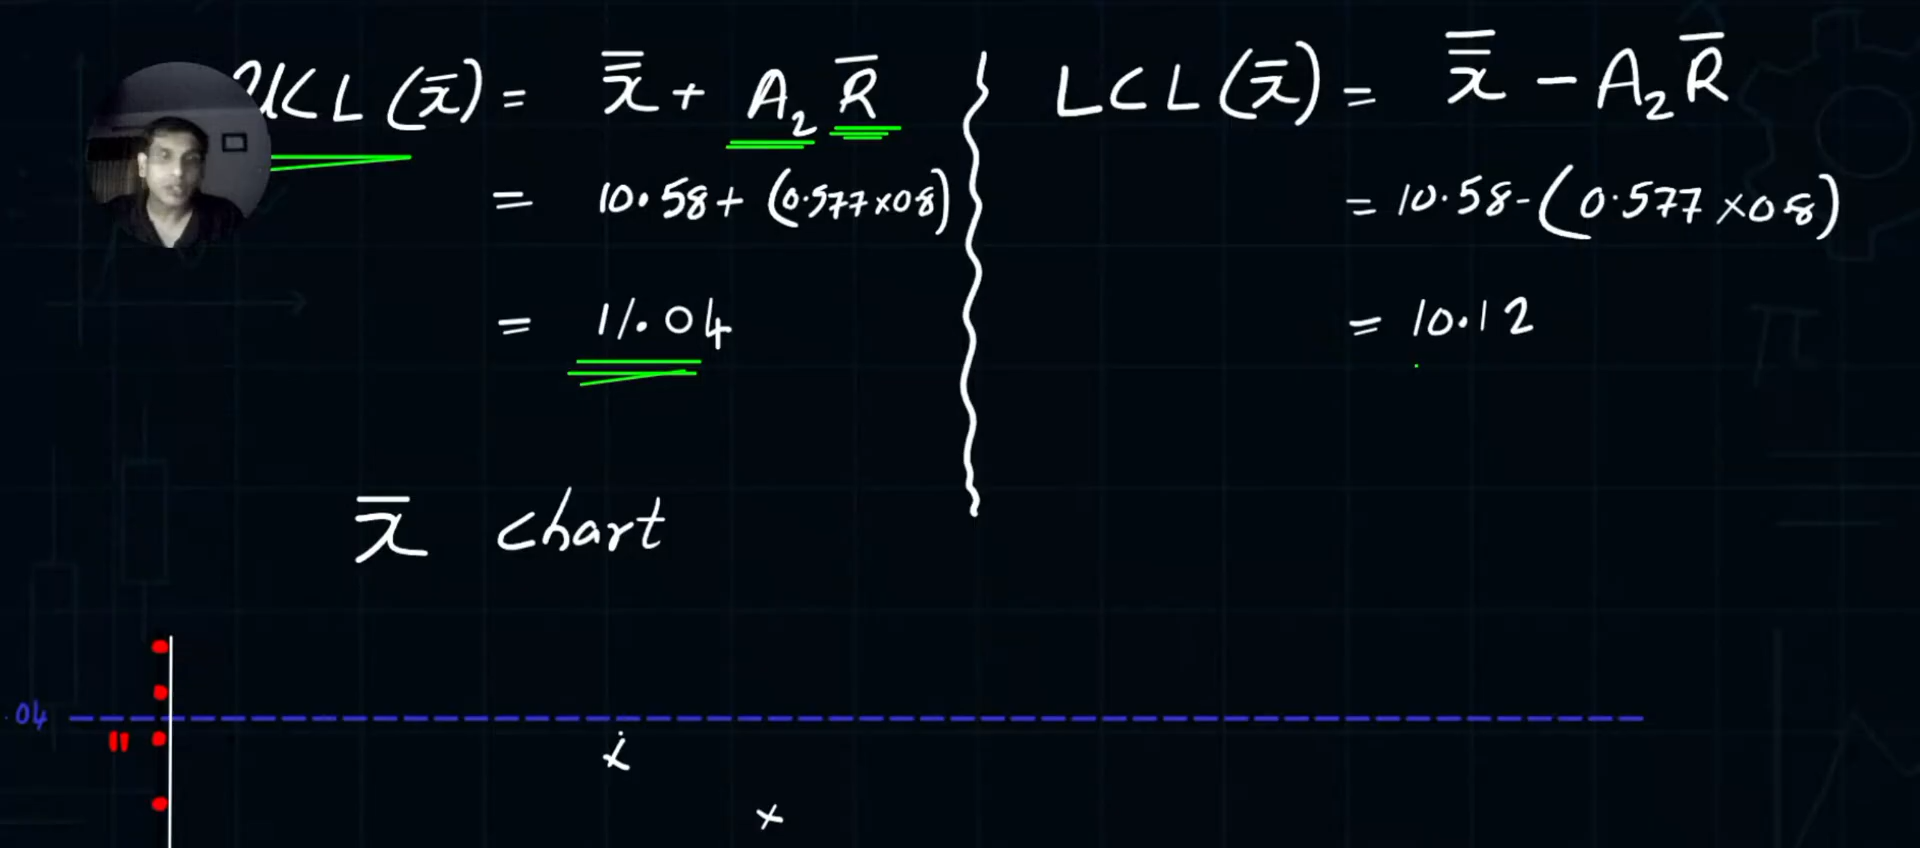 UCL (x̄) = x̿ + A₂ R̄
= 10.58 + (0.577 × 0.8)
= 11.04
LCL (x̄) = x̿ - A₂ R̄
= 10.58 - (0.577 × 0.8)
= 10.12
x̄ chart
.04
11